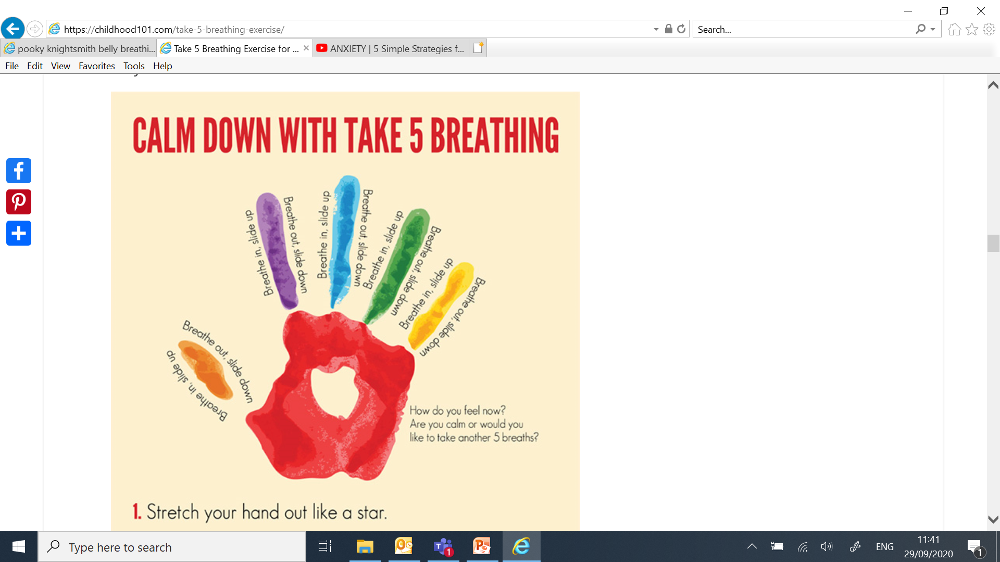 https://childhood101.com/take-5-breathing-exercise/
Search...
pooky knightsmith belly breathi...
Take 5 Breathing Exercise for ...
ANXIETY | 5 Simple Strategies f...
File Edit View Favorites Tools Help
CALM DOWN WITH TAKE 5 BREATHING
Breathe in, slide up
Breathe out, slide down
Breathe in, slide up
Breathe out, slide down
Breathe in, slide up
Breathe out, slide down
Breathe in, slide up
Breathe out, slide down
Breathe in, slide up
Breathe out, slide down
How do you feel now?
Are you calm or would you
like to take another 5 breaths?
1. Stretch your hand out like a star.
Type here to search
1
ENG
11:41
29/09/2020
1